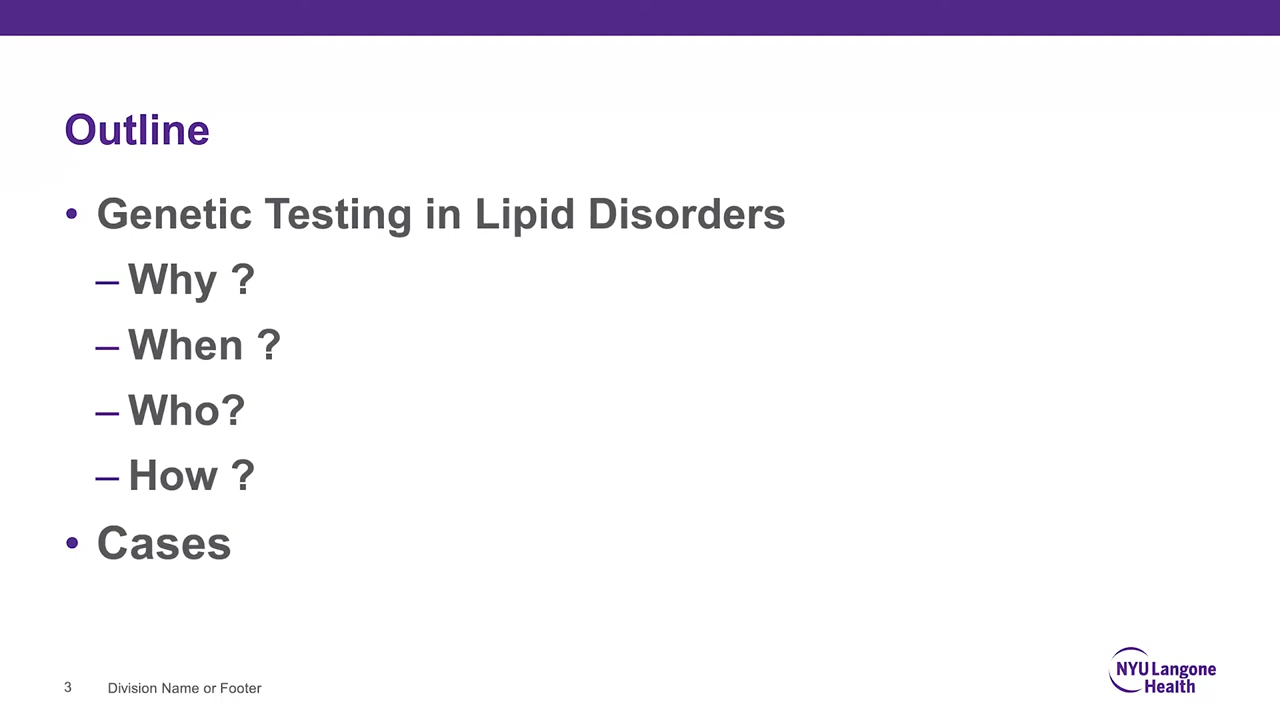 Outline
• Genetic Testing in Lipid Disorders
– Why ?
– When ?
– Who?
– How ?
• Cases
3 Division Name or Footer
NYU Langone
Health